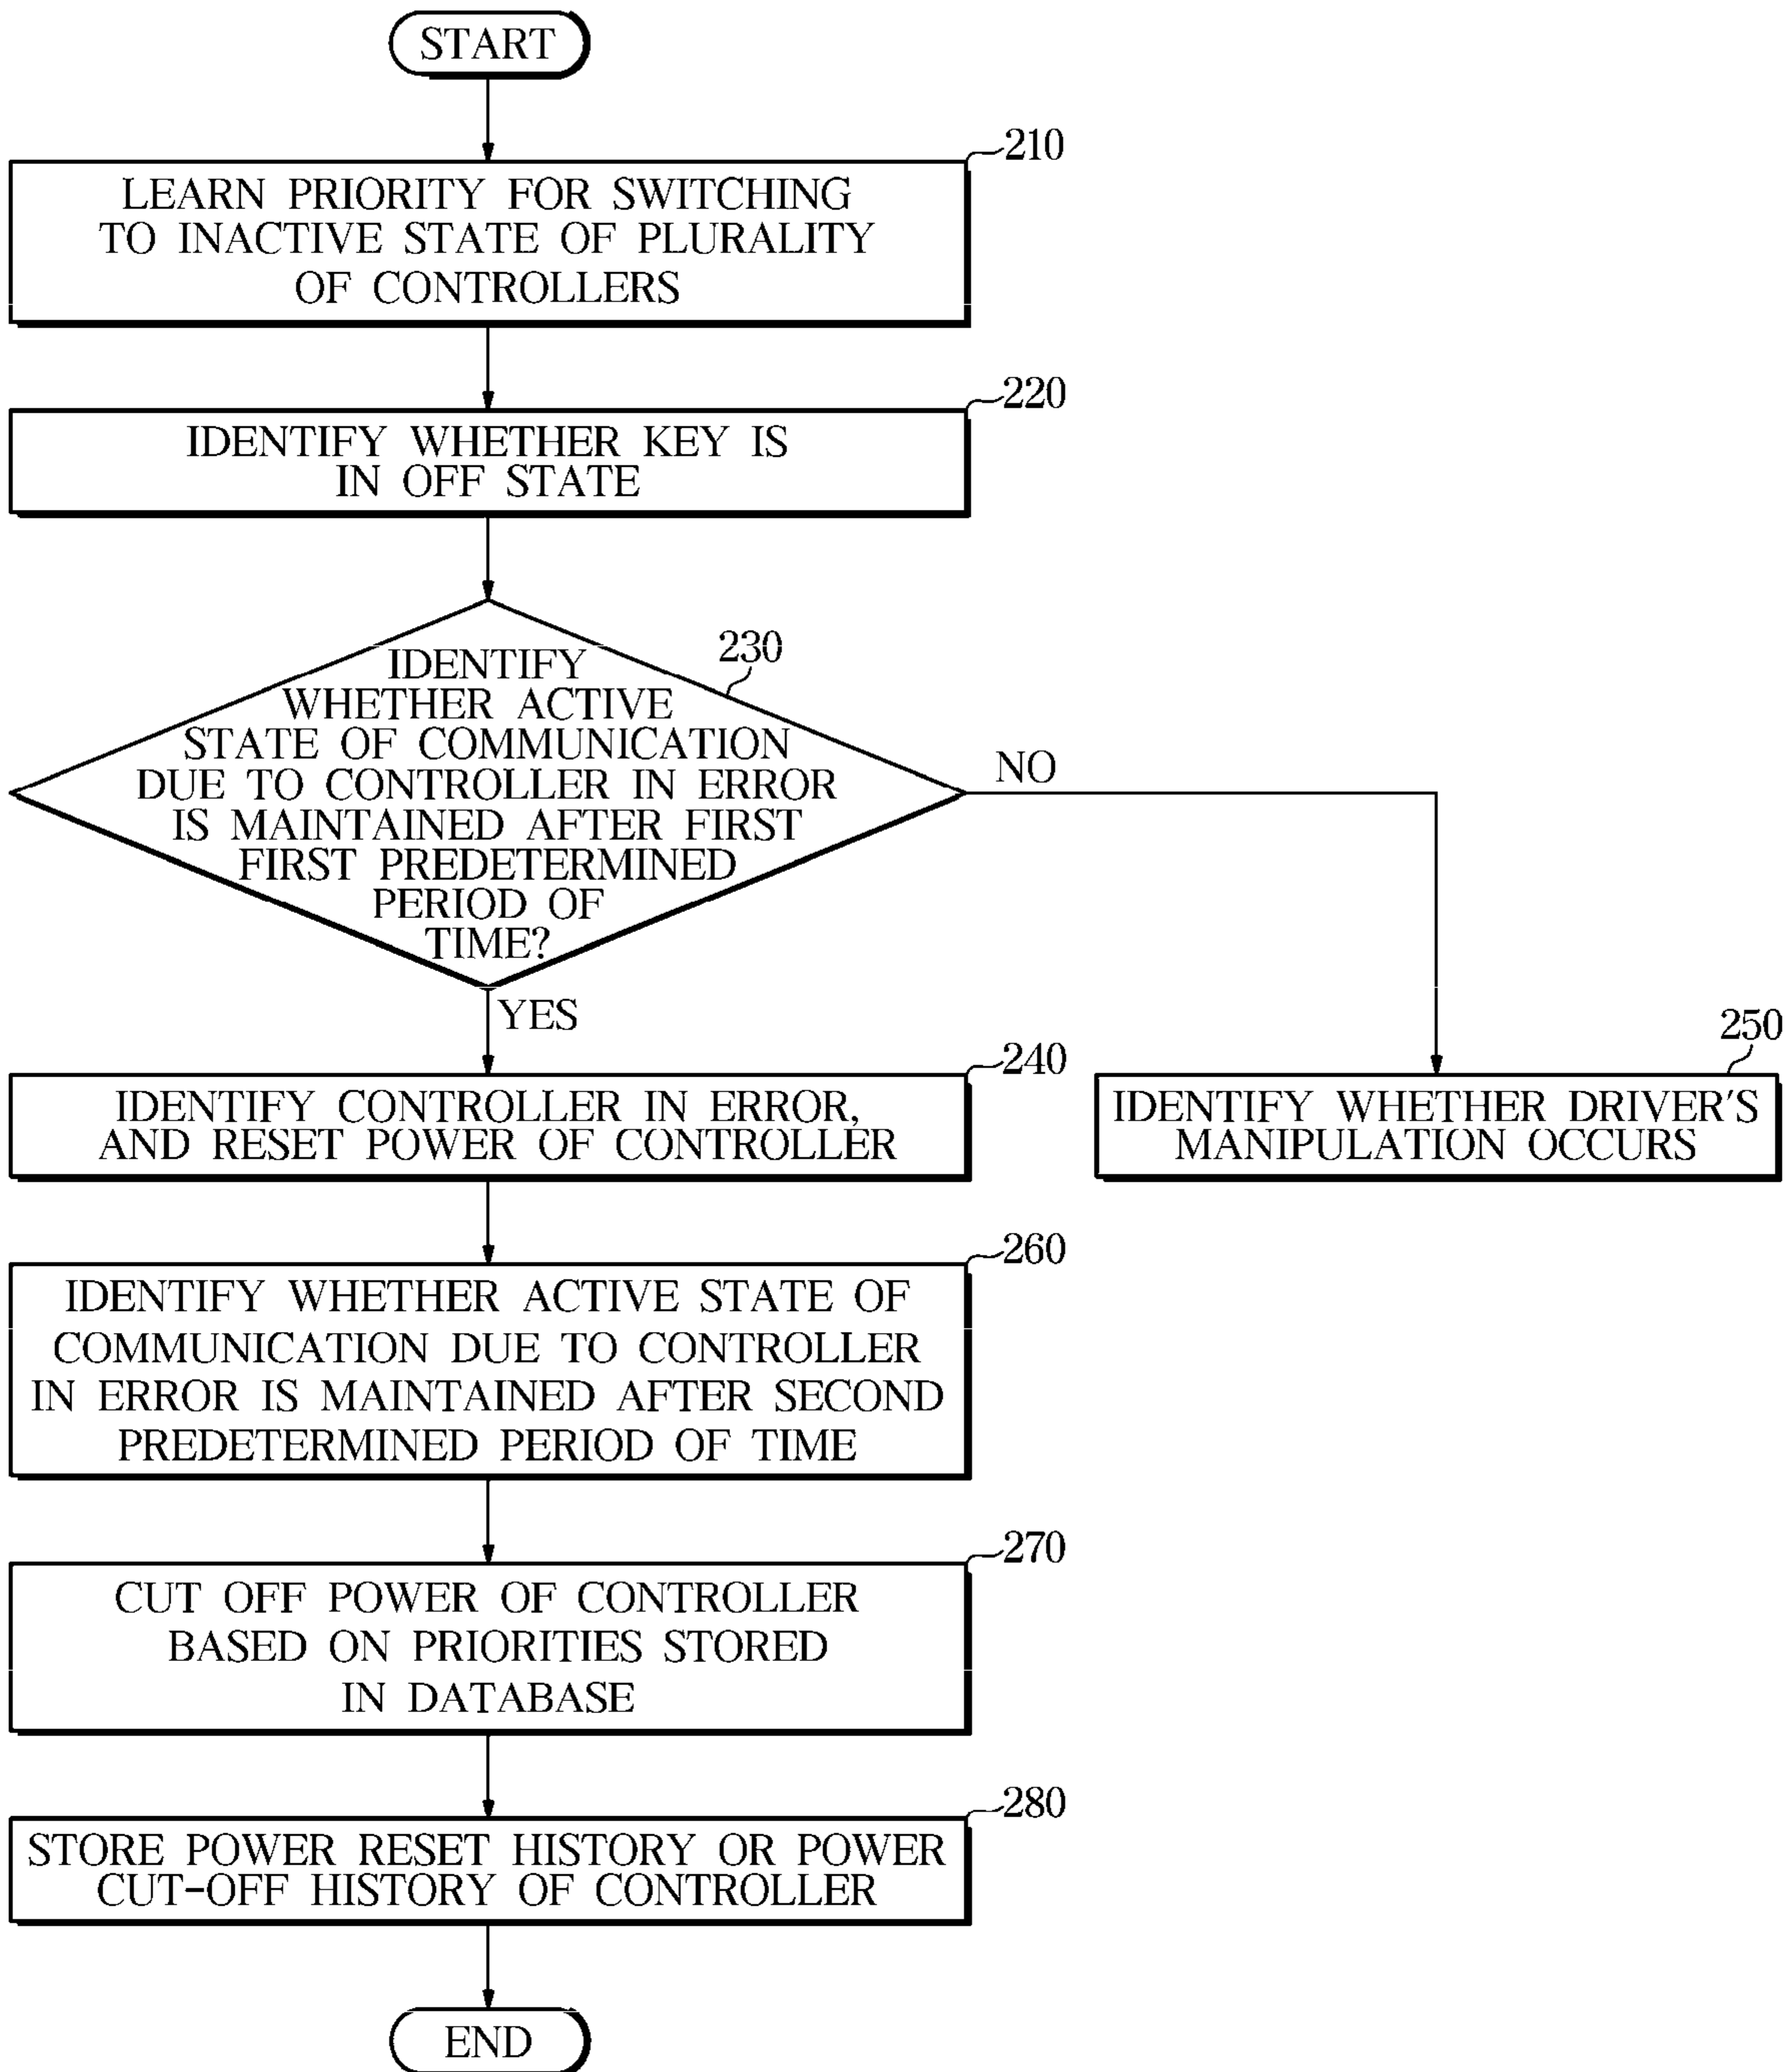 START
210
LEARN PRIORITY FOR SWITCHING
TO INACTIVE STATE OF PLURALITY
OF CONTROLLERS
220
IDENTIFY WHETHER KEY IS
IN OFF STATE
230
IDENTIFY
WHETHER ACTIVE
STATE OF COMMUNICATION
DUE TO CONTROLLER IN ERROR
IS MAINTAINED AFTER FIRST
FIRST PREDETERMINED
PERIOD OF
TIME?
NO
YES
240
IDENTIFY CONTROLLER IN ERROR,
AND RESET POWER OF CONTROLLER
250
IDENTIFY WHETHER DRIVER'S
MANIPULATION OCCURS
260
IDENTIFY WHETHER ACTIVE STATE OF
COMMUNICATION DUE TO CONTROLLER
IN ERROR IS MAINTAINED AFTER SECOND
PREDETERMINED PERIOD OF TIME
270
CUT OFF POWER OF CONTROLLER
BASED ON PRIORITIES STORED
IN DATABASE
280
STORE POWER RESET HISTORY OR POWER
CUT-OFF HISTORY OF CONTROLLER
END